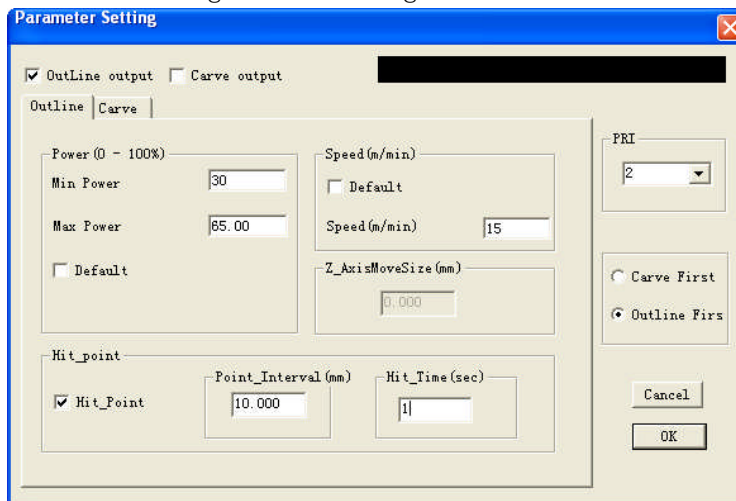 Parameter Setting
OutLine output Carve output
Outline Carve
Power(0 - 100%)
Min Power 30
Max Power 65.00
Default
Speed(m/min)
Default
Speed(m/min) 15
Z_AxisMoveSize(mm)
0.000
Hit_point
Hit_Point
Point_Interval(mm)
10.000
Hit_Time(sec)
1
PRI
2
Carve First
Outline Firs
Cancel
OK